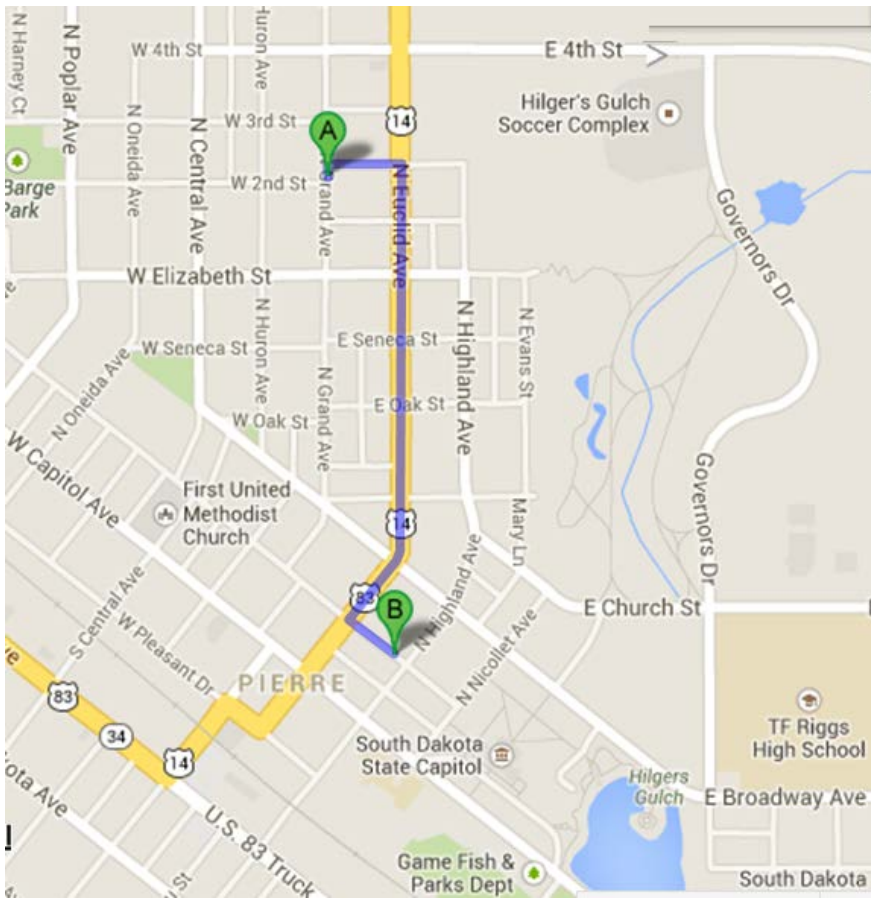 N Harney Ct
N Poplar Ave
Huron Ave
W 4th St
E 4th St
14
Hilger's Gulch
Soccer Complex
W 3rd St
A
N Oneida Ave
N Central Ave
Barge
Park
W 2nd St
Grand Ave
N Euclid Ave
Governors Dr
W Elizabeth St
N Huron Ave
N Highland Ave
N Evans St
E Seneca St
W Seneca St
N Oneida Ave
N Grand Ave
E Oak St
W Oak St
W Capitol Ave
First United
Methodist
Church
14
Mary Ln
Governors Dr
83
B
N Highland Ave
E Church St
S Central Ave
W Pleasant Dr
N Nicollet Ave
PIERRE
83
34
14
TF Riggs
High School
South Dakota
State Capitol
Hilgers
Gulch
E Broadway Ave
U.S. 83 Truck
Game Fish &
Parks Dept
South Dakota